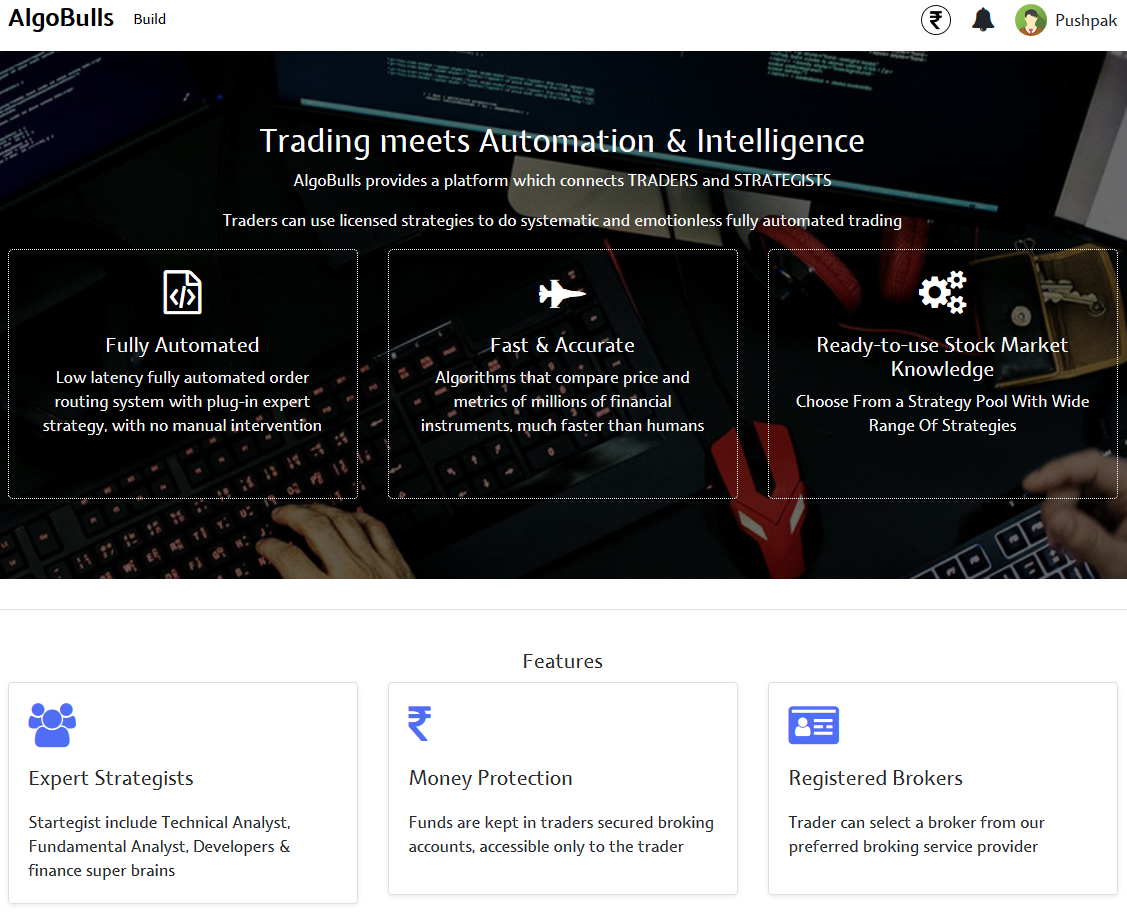 AlgoBulls Build ₹ Pushpak
Trading meets Automation & Intelligence
AlgoBulls provides a platform which connects TRADERS and STRATEGISTS
Traders can use licensed strategies to do systematic and emotionless fully automated trading
Fully Automated
Low latency fully automated order
routing system with plug-in expert
strategy, with no manual intervention
Fast & Accurate
Algorithms that compare price and
metrics of millions of financial
instruments, much faster than humans
Ready-to-use Stock Market
Knowledge
Choose From a Strategy Pool With Wide
Range Of Strategies
Features
Expert Strategists
Startegist include Technical Analyst,
Fundamental Analyst, Developers &
finance super brains
₹
Money Protection
Funds are kept in traders secured broking
accounts, accessible only to the trader
Registered Brokers
Trader can select a broker from our
preferred broking service provider